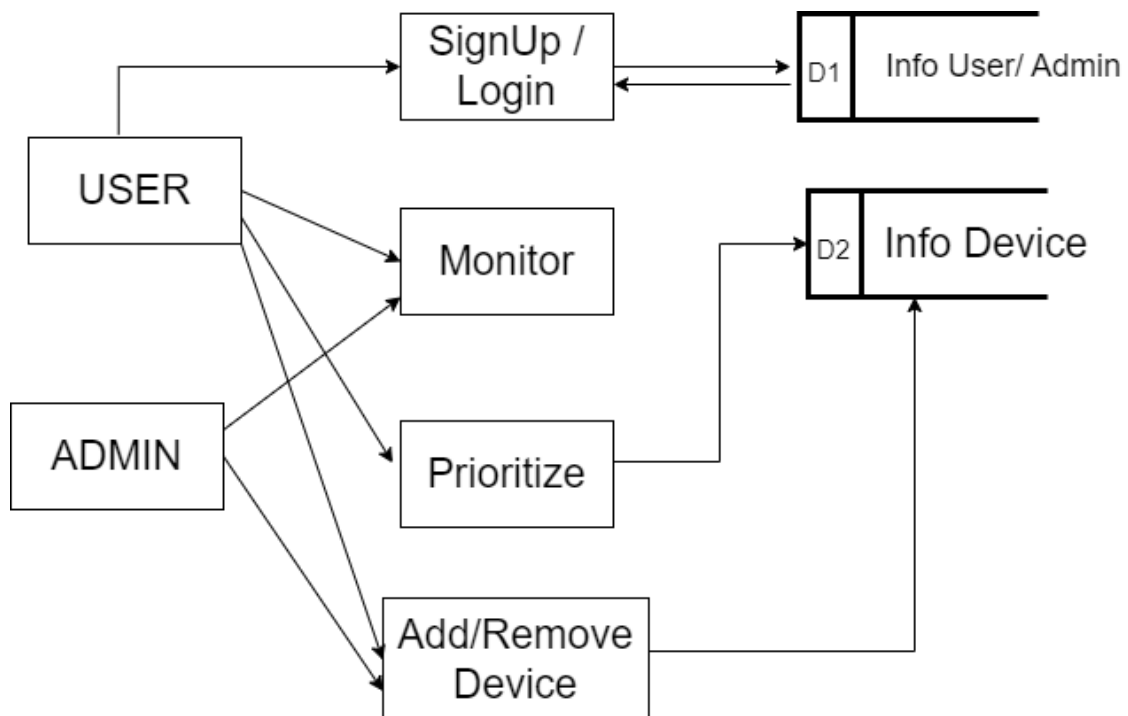 SignUp /
Login
D1
Info User/ Admin
USER
Monitor
D2
Info Device
ADMIN
Prioritize
Add/Remove
Device